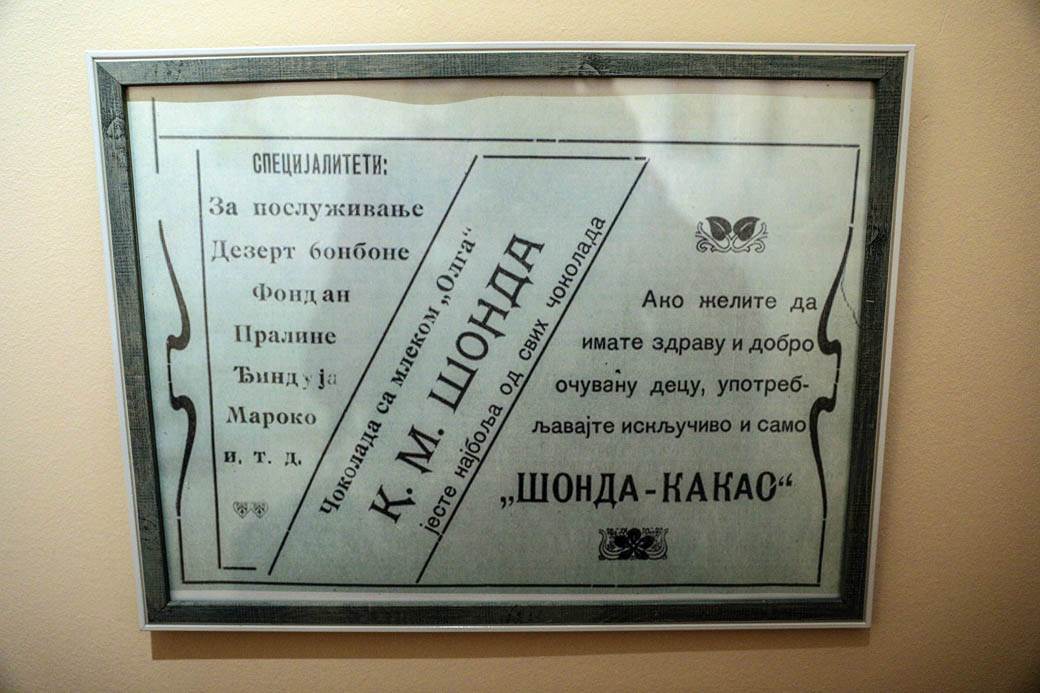 СПЕЦИЈАЛИТЕТИ:
За послуживање
Дезерт бонбоне
Фондан
Пралине
Ђиндуја
Мароко
и. т. д.
Чоколада са млеком „Олга“
К. М. ШОНДА
јесте најбоља од свих чоколада
Ако желите да
имате здраву и добро
очувану децу, употреб-
љавајте искључиво и само
„ШОНДА-КАКАО“